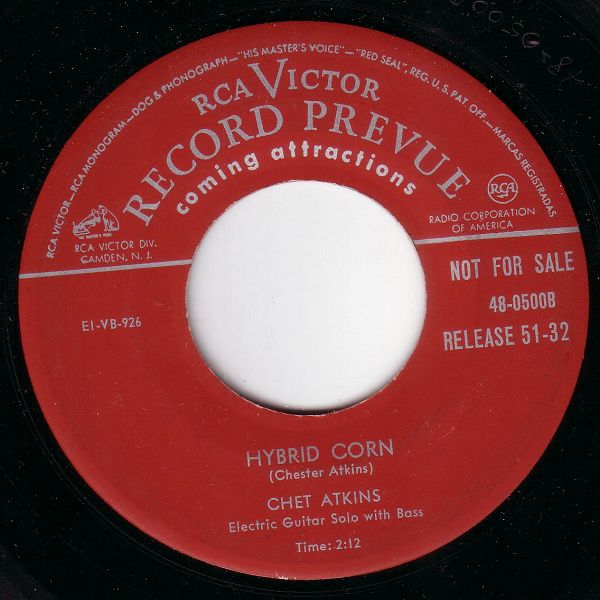 RCA VICTOR—RCA MONOGRAM—DOG & PHONOGRAPH—"HIS MASTER'S VOICE"—"RED SEAL", REG. U.S. PAT. OFF.—MARCAS REGISTRADAS
RCA VICTOR
RECORD PREVUE
coming attractions
RCA VICTOR DIV.
CAMDEN, N. J.
RCA
RADIO CORPORATION
OF AMERICA
NOT FOR SALE
48-0500B
RELEASE 51-32
E1-VB-926
HYBRID CORN
(Chester Atkins)
CHET ATKINS
Electric Guitar Solo with Bass
Time: 2:12